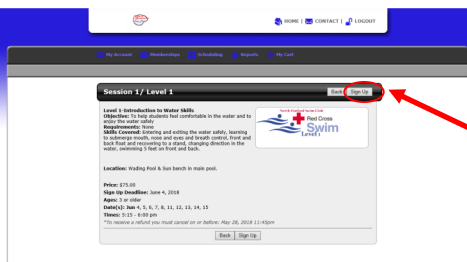 HOME | CONTACT | LOGOUT
My Account Memberships Scheduling Reports My Cart
Session 1/ Level 1
Back Sign Up
Level 1-Introduction to Water Skills
Objective: To help students feel comfortable in the water and to
enjoy the water safely
Requirements: None
Skills Covered: Entering and exiting the water safely, learning
to submerge mouth, nose and eyes and breath control, front and
back float and recovering to a stand, changing direction in the
water, swimming 5 feet on front and back.
Red Cross
Swim
Level 1
Location: Wading Pool & Sun bench in main pool.
Price: $75.00
Sign Up Deadline: June 4, 2018
Ages: 3 or older
Date(s): Jun 4, 5, 6, 7, 8, 11, 12, 13, 14, 15
Times: 5:15 - 6:00 pm
*To receive a refund you must cancel on or before: May 28, 2018 11:45pm
Back Sign Up